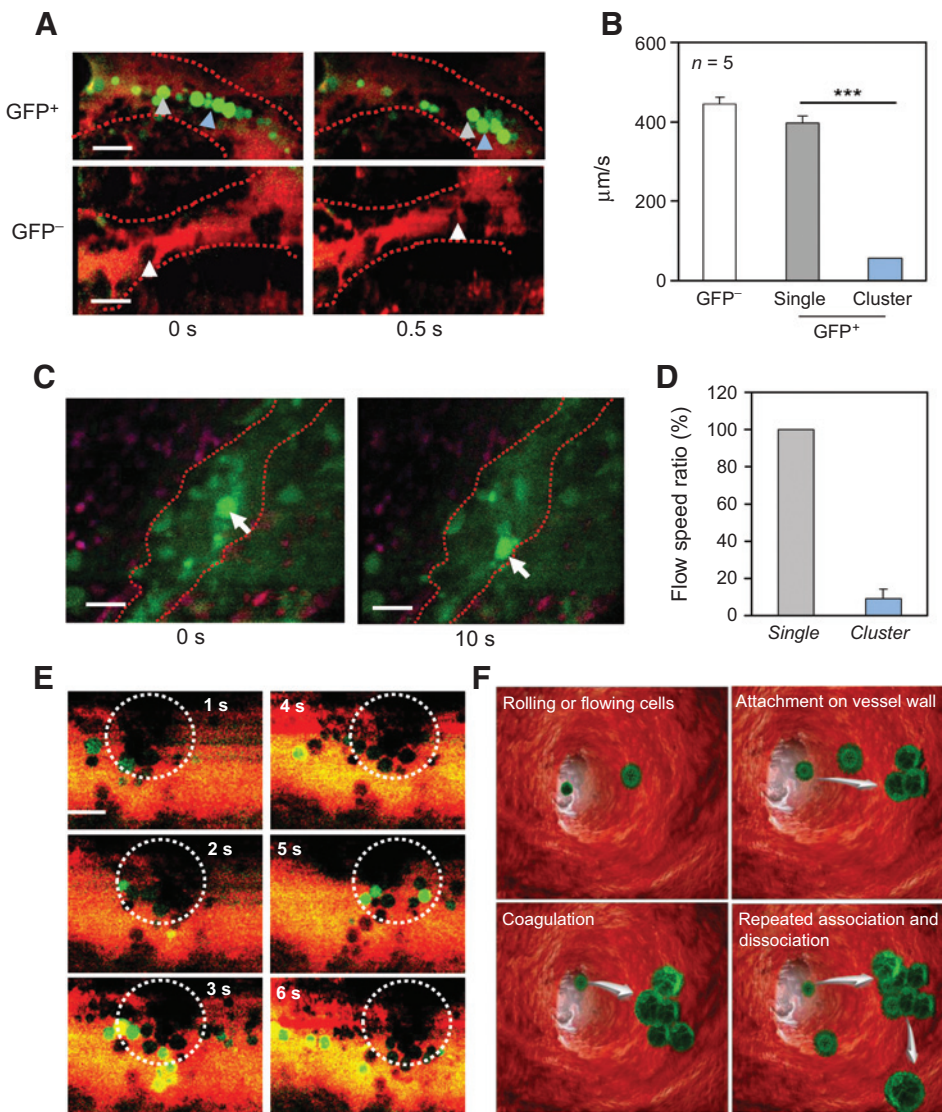 A
GFP⁺
GFP⁻
0 s
0.5 s
B
600
400
200
0
μm/s
n = 5
***
GFP⁻
Single
Cluster
GFP⁺
C
0 s
10 s
D
Flow speed ratio (%)
120
100
80
60
40
20
0
Single
Cluster
E
1 s
4 s
2 s
5 s
3 s
6 s
F
Rolling or flowing cells
Attachment on vessel wall
Coagulation
Repeated association and
dissociation